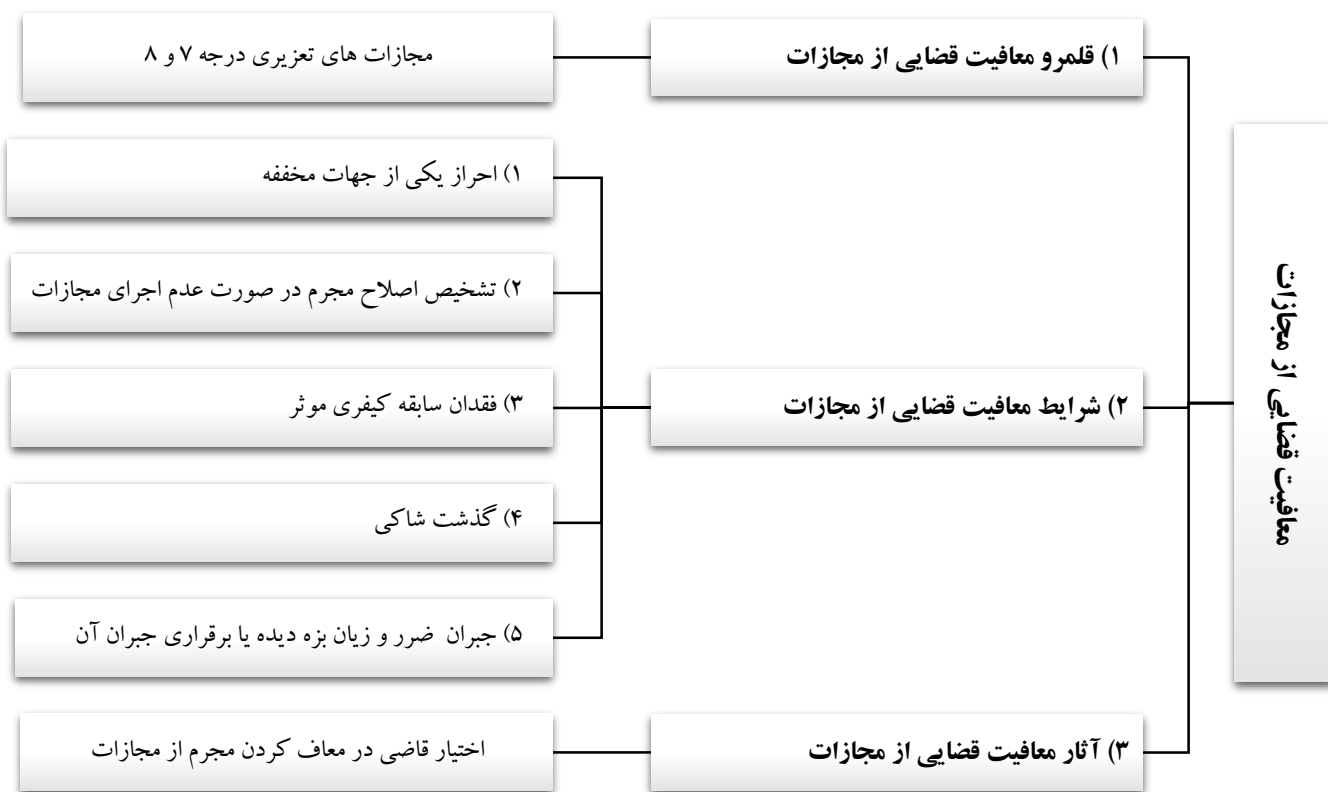 معافیت قضایی از مجازات
۱) قلمرو معافیت قضایی از مجازات
مجازات های تعزیری درجه ۷ و ۸
۲) شرایط معافیت قضایی از مجازات
۱) احراز یکی از جهات مخففه
۲) تشخیص اصلاح مجرم در صورت عدم اجرای مجازات
۳) فقدان سابقه کیفری موثر
۴) گذشت شاکی
۵) جبران ضرر و زیان بزه دیده یا برقراری جبران آن
۳) آثار معافیت قضایی از مجازات
اختیار قاضی در معاف کردن مجرم از مجازات